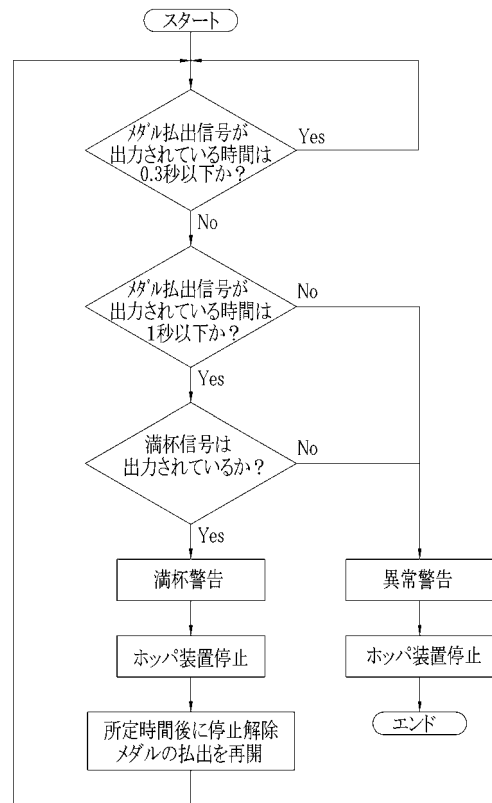 スタート
メダル払出信号が
出力されている時間は
0.3秒以下か？
Yes
No
メダル払出信号が
出力されている時間は
1秒以下か？
No
Yes
満杯信号は
出力されているか？
No
Yes
満杯警告
異常警告
ホッパ装置停止
ホッパ装置停止
所定時間後に停止解除
メダルの払出を再開
エンド